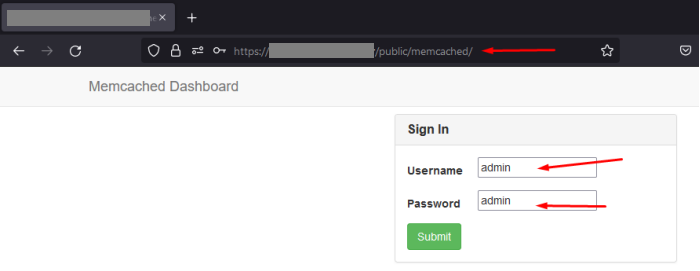 https://
/public/memcached/
Memcached Dashboard
Sign In
Username admin
Password admin
Submit